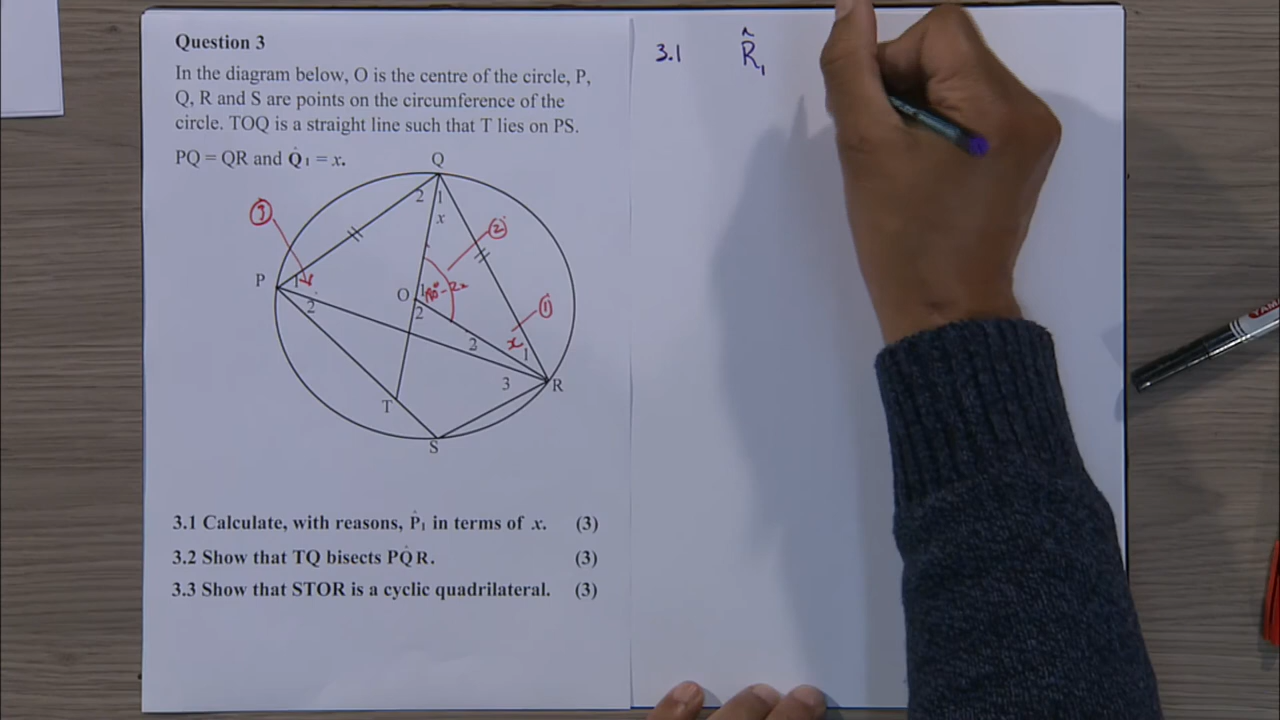 Question 3
In the diagram below, O is the centre of the circle, P,
Q, R and S are points on the circumference of the
circle. TOQ is a straight line such that T lies on PS.
PQ = QR and Q̂1 = x.
Q
2 1
x
3
2
P
1
2
O
1
180° - 2x
2
1
x
2
1
3
R
T
S
3.1 Calculate, with reasons, P̂1 in terms of x. (3)
3.2 Show that TQ bisects PQ̂R. (3)
3.3 Show that STOR is a cyclic quadrilateral. (3)
3.1 R̂1